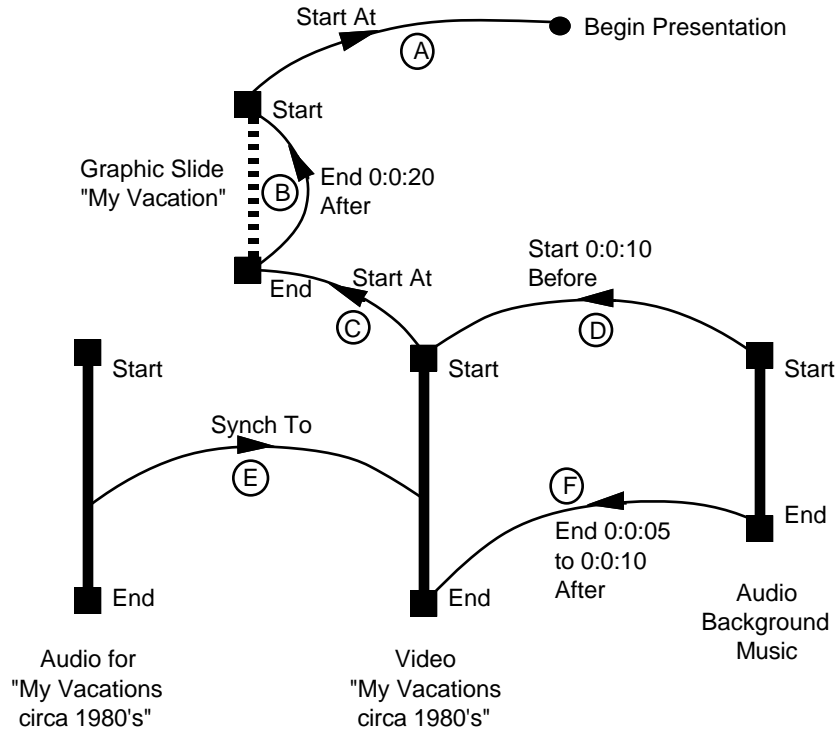 Start At
A
Begin Presentation
Start
Graphic Slide
"My Vacation"
B
End 0:0:20
After
End
Start At
C
Start 0:0:10
Before
D
Start
Start
Start
Synch To
E
F
End 0:0:05
to 0:0:10
After
End
End
End
Audio for
"My Vacations
circa 1980's"
Video
"My Vacations
circa 1980's"
Audio
Background
Music